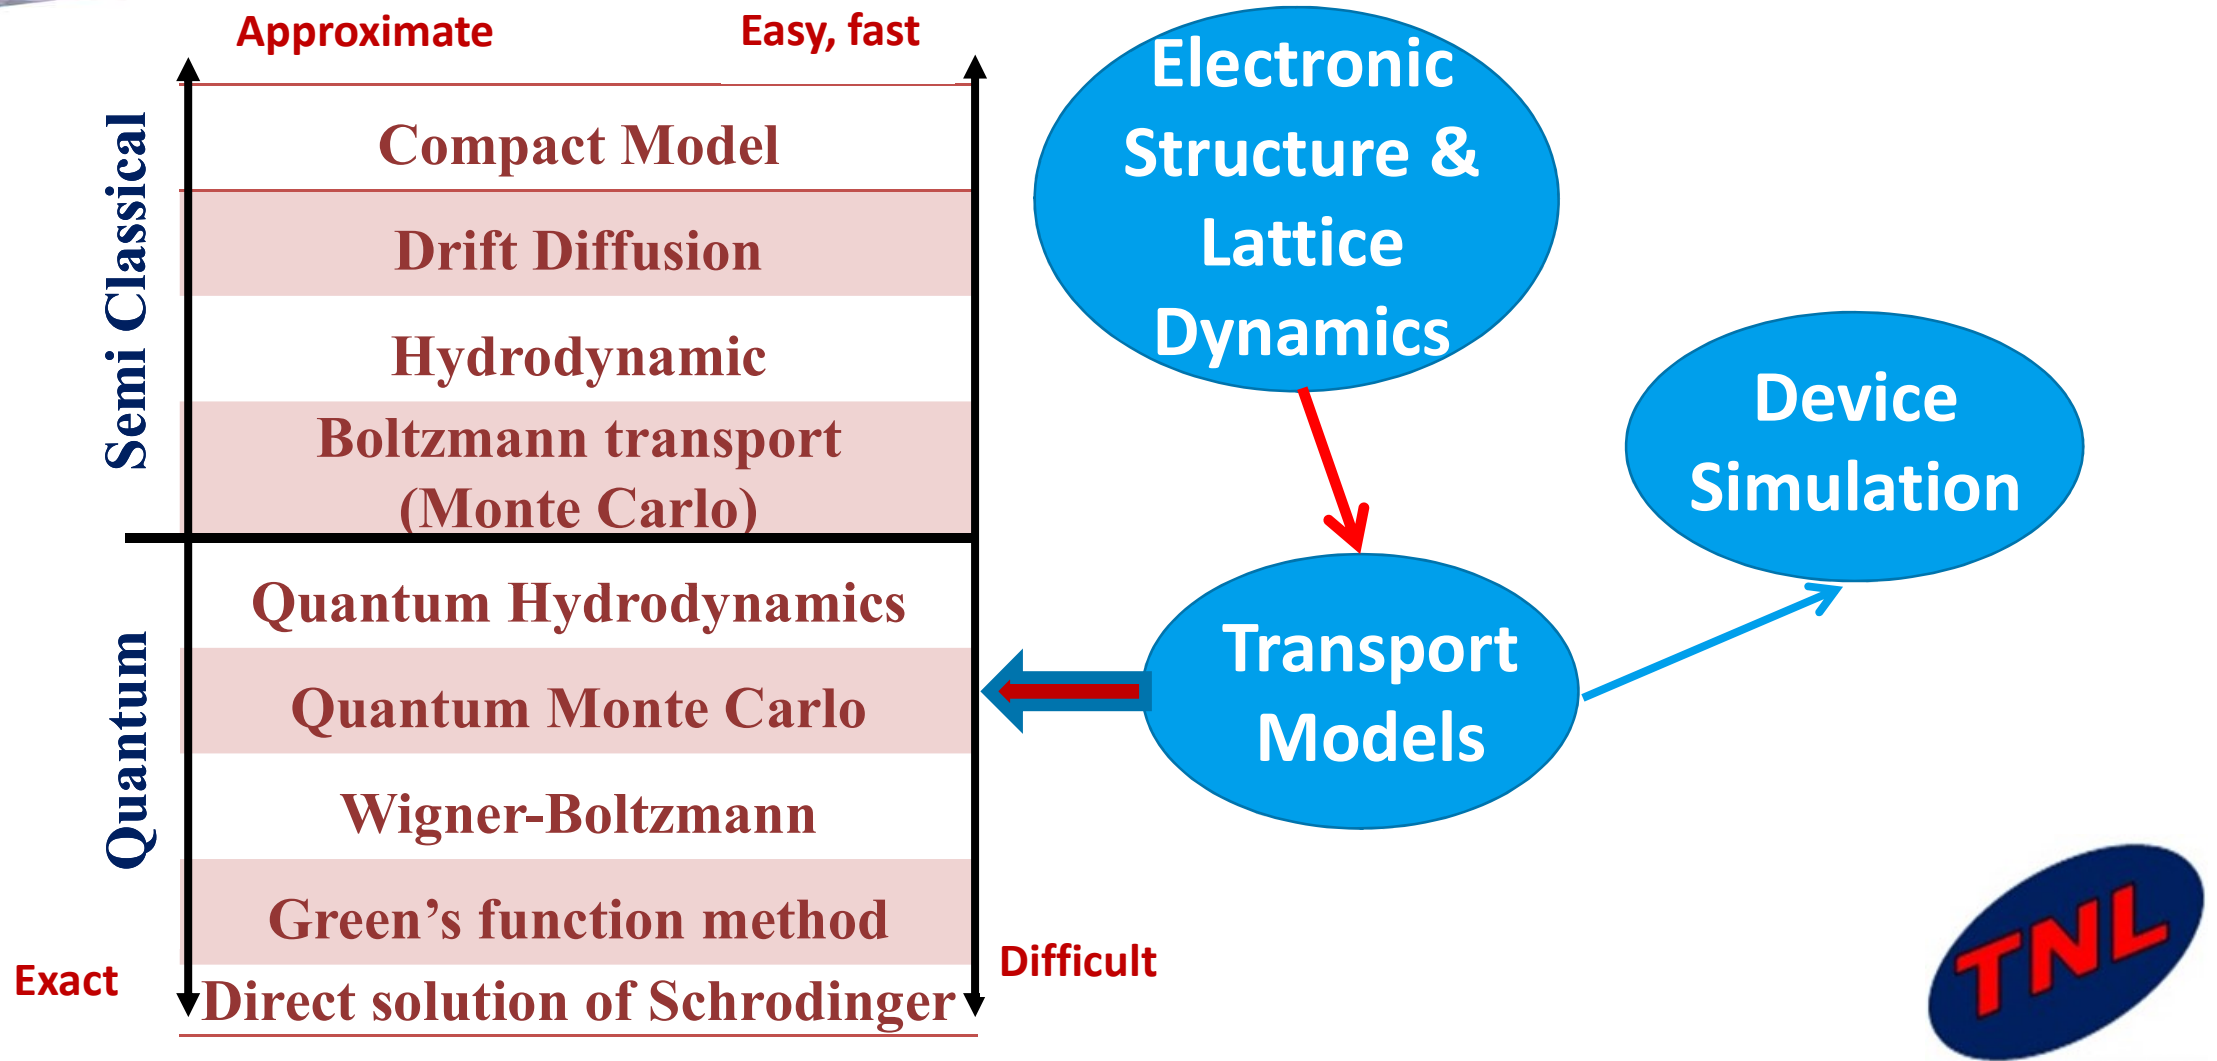 Approximate
Easy, fast
Semi Classical
Compact Model
Drift Diffusion
Hydrodynamic
Boltzmann transport
(Monte Carlo)
Quantum
Quantum Hydrodynamics
Quantum Monte Carlo
Wigner-Boltzmann
Green’s function method
Direct solution of Schrodinger
Exact
Difficult
Electronic
Structure &
Lattice
Dynamics
Transport
Models
Device
Simulation
TNL